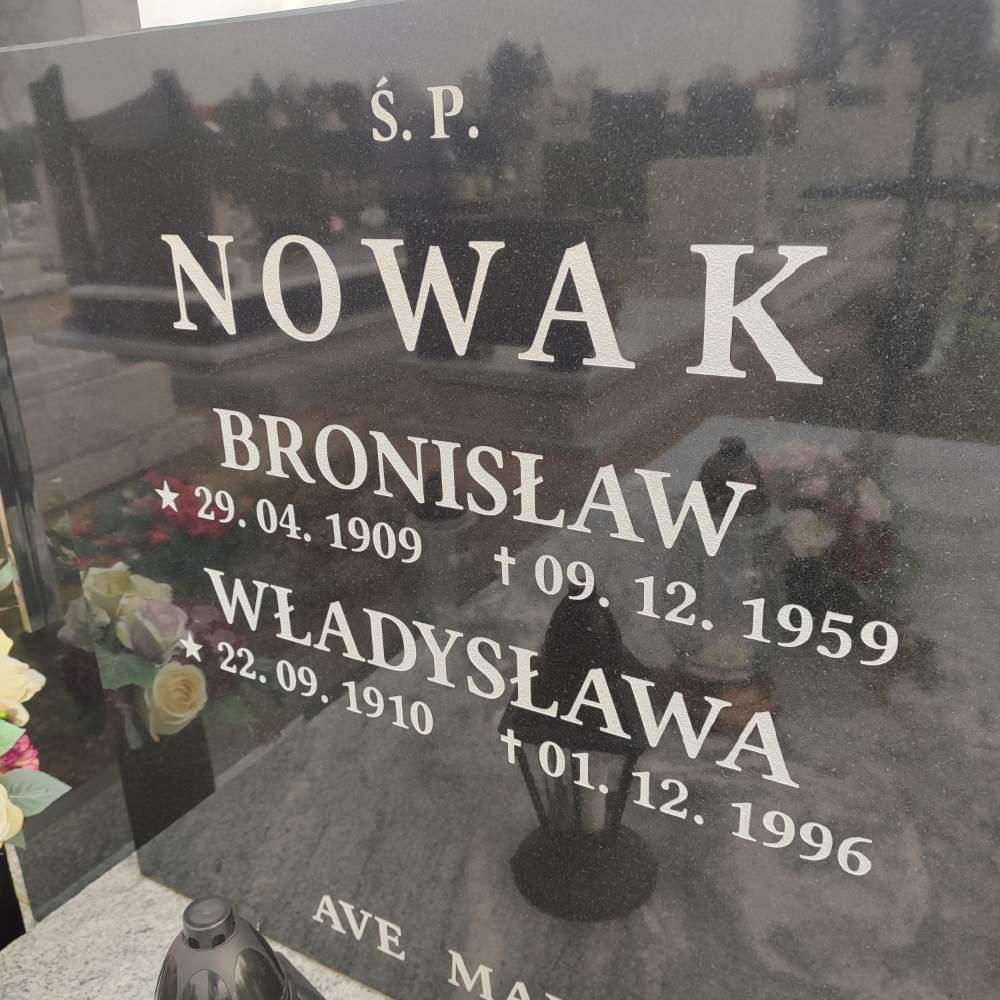 Ś. P.
NOWAK
BRONISŁAW
★ 29. 04. 1909 † 09. 12. 1959
WŁADYSŁAWA
★ 22. 09. 1910 † 01. 12. 1996
AVE